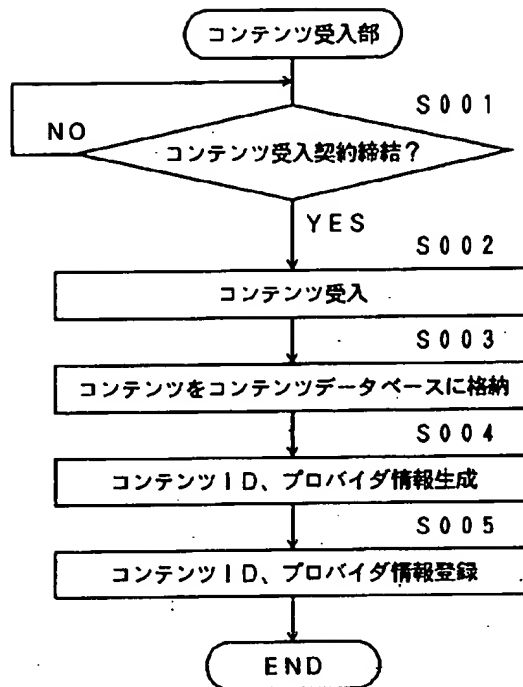 コンテンツ受入部
S001
NO
コンテンツ受入契約締結？
YES
S002
コンテンツ受入
S003
コンテンツをコンテンツデータベースに格納
S004
コンテンツID、プロバイダ情報生成
S005
コンテンツID、プロバイダ情報登録
END